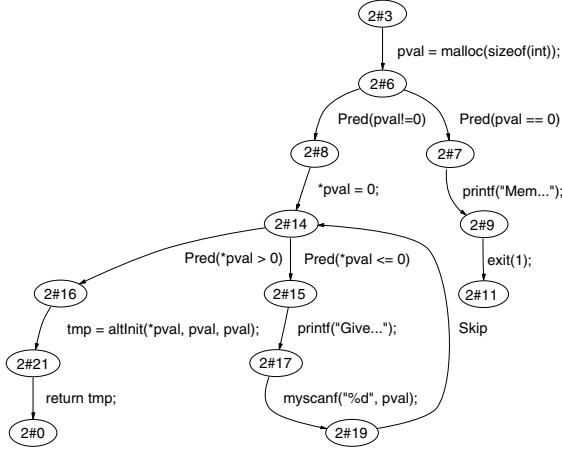 2#3
pval = malloc(sizeof(int));
2#6
Pred(pval!=0) Pred(pval == 0)
2#8 2#7
*pval = 0; printf("Mem...");
2#14 2#9
Pred(*pval > 0) Pred(*pval <= 0) exit(1);
2#16 2#15 2#11
tmp = altInit(*pval, pval, pval); printf("Give..."); Skip
2#21 2#17
return tmp; myscanf("%d", pval);
2#0 2#19